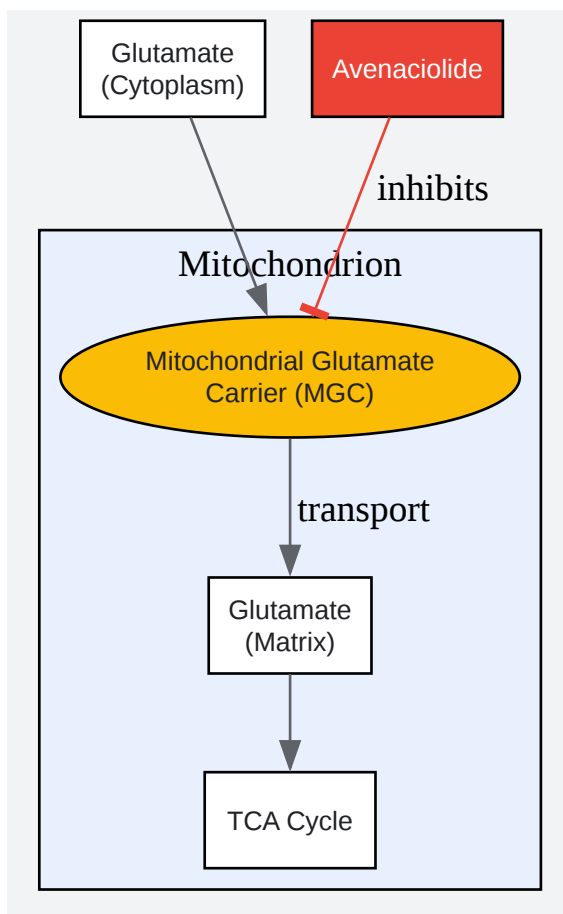 Glutamate
(Cytoplasm)
Avenaciolide
inhibits
Mitochondrion
Mitochondrial Glutamate
Carrier (MGC)
transport
Glutamate
(Matrix)
TCA Cycle